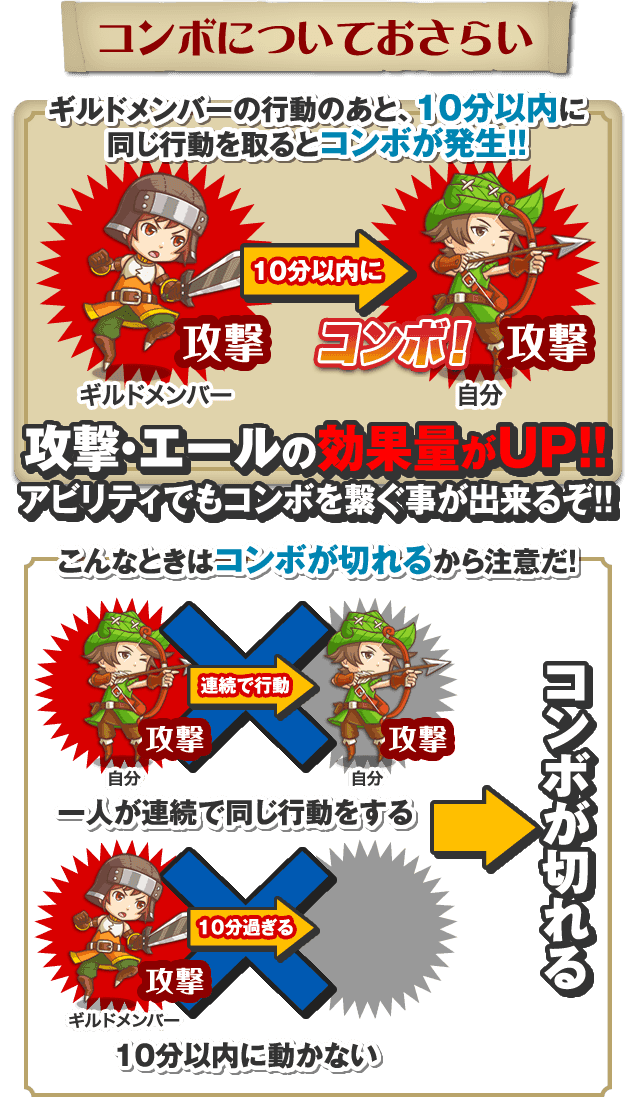 コンボについておさらい
ギルドメンバーの行動のあと、10分以内に
同じ行動を取るとコンボが発生!!
10分以内に
コンボ!
攻撃
攻撃
ギルドメンバー
自分
攻撃・エールの効果量がUP!!
アビリティでもコンボを繋ぐ事が出来るぞ!!
こんなときはコンボが切れるから注意だ!
連続で行動
攻撃
攻撃
自分
自分
一人が連続で同じ行動をする
コンボが切れる
10分過ぎる
攻撃
ギルドメンバー
10分以内に動かない